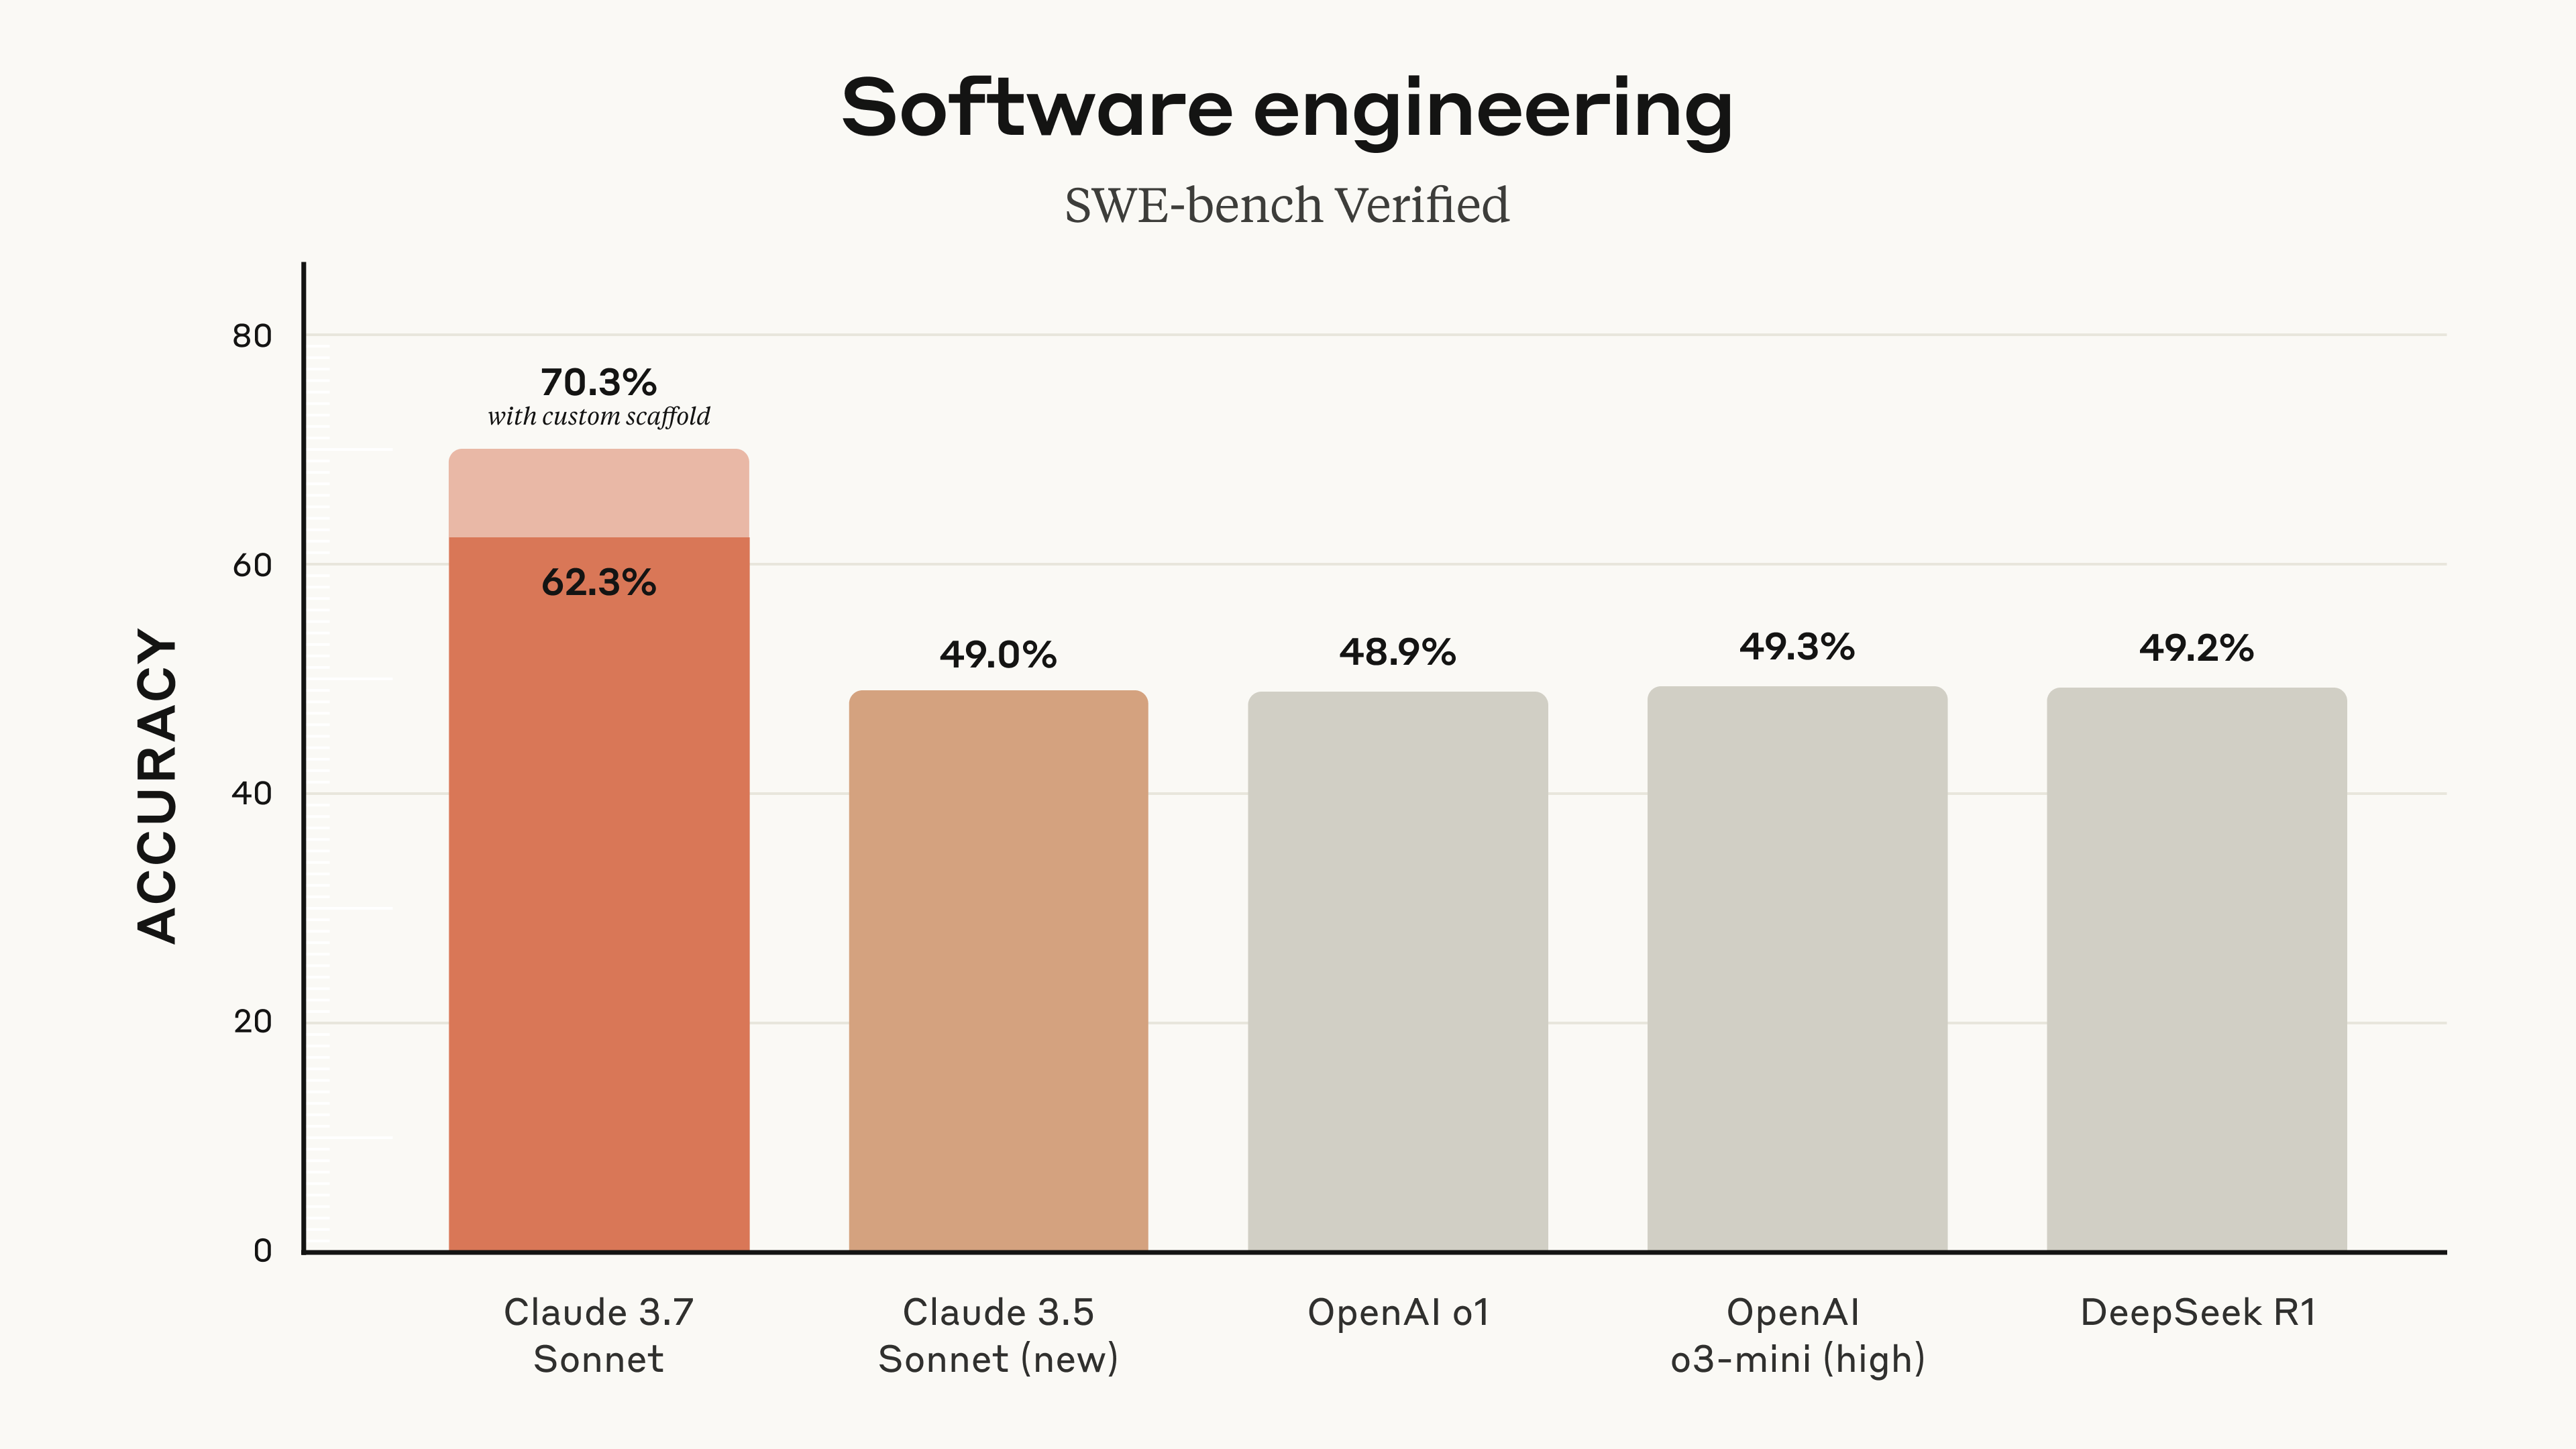 Software engineering
SWE-bench Verified
ACCURACY
80
60
40
20
0
70.3%
with custom scaffold
62.3%
49.0%
48.9%
49.3%
49.2%
Claude 3.7
Sonnet
Claude 3.5
Sonnet (new)
OpenAI o1
OpenAI
o3-mini (high)
DeepSeek R1